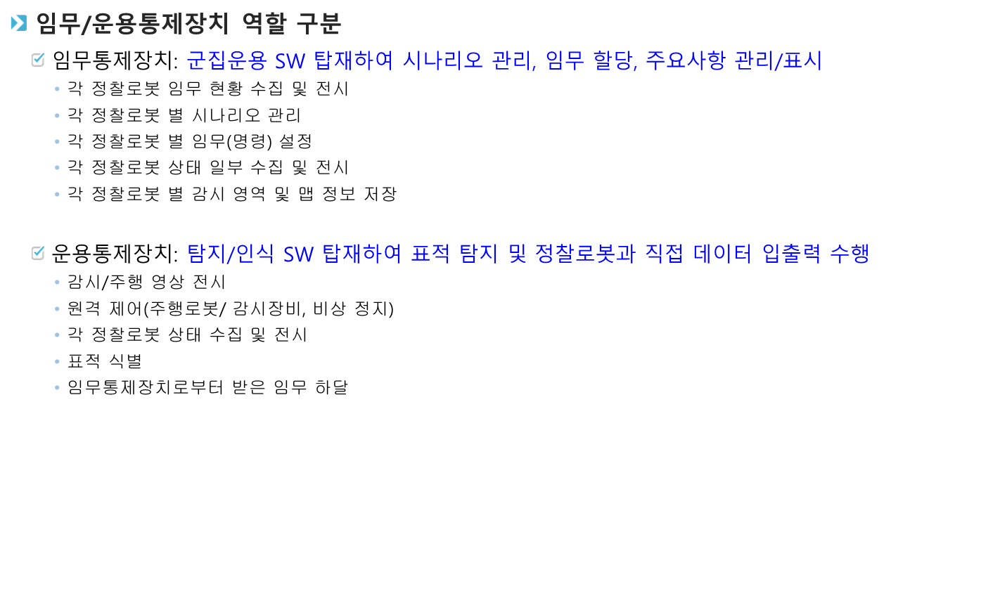 임무/운용통제장치 역할 구분
임무통제장치: 군집운용 SW 탑재하여 시나리오 관리, 임무 할당, 주요사항 관리/표시
• 각 정찰로봇 임무 현황 수집 및 전시
• 각 정찰로봇 별 시나리오 관리
• 각 정찰로봇 별 임무(명령) 설정
• 각 정찰로봇 상태 일부 수집 및 전시
• 각 정찰로봇 별 감시 영역 및 맵 정보 저장
운용통제장치: 탐지/인식 SW 탑재하여 표적 탐지 및 정찰로봇과 직접 데이터 입출력 수행
• 감시/주행 영상 전시
• 원격 제어(주행로봇/ 감시장비, 비상 정지)
• 각 정찰로봇 상태 수집 및 전시
• 표적 식별
• 임무통제장치로부터 받은 임무 하달